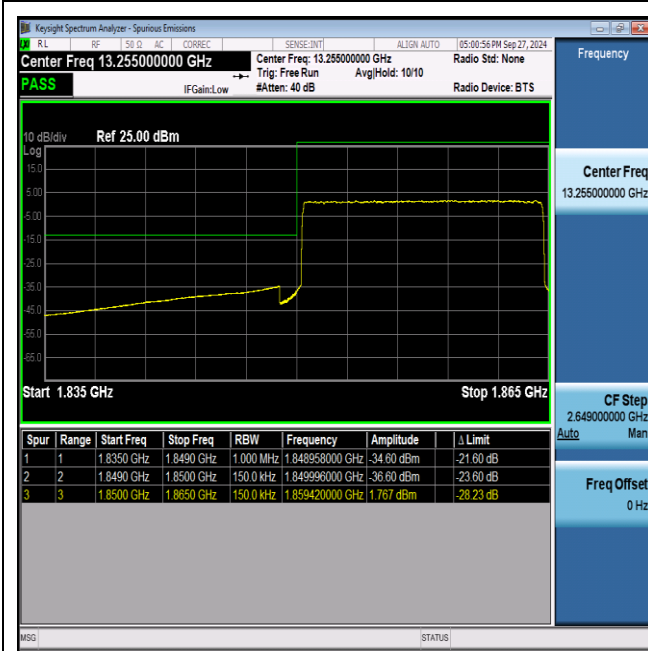 Keysight Spectrum Analyzer - Spurious Emissions
RL RF 50 Ω AC CORREC SENSE:INT ALIGN AUTO 05:00:56 PM Sep 27, 2024
Center Freq 13.255000000 GHz
Center Freq: 13.255000000 GHz
Radio Std: None
Trig: Free Run Avg|Hold: 10/10
PASS
IFGain:Low
#Atten: 40 dB
Radio Device: BTS
Frequency
10 dB/div Ref 25.00 dBm
Log
15.0
5.00
-5.00
-15.0
-25.0
-35.0
-45.0
-55.0
-65.0
Start 1.835 GHz Stop 1.865 GHz
Center Freq
13.255000000 GHz
CF Step
2.649000000 GHz
Auto Man
Freq Offset
0 Hz
Spur Range Start Freq Stop Freq RBW Frequency Amplitude Δ Limit
1 1 1.8350 GHz 1.8490 GHz 1.000 MHz 1.848958000 GHz -34.60 dBm -21.60 dB
2 2 1.8490 GHz 1.8500 GHz 150.0 kHz 1.849996000 GHz -36.60 dBm -23.60 dB
3 3 1.8500 GHz 1.8650 GHz 150.0 kHz 1.859420000 GHz 1.767 dBm -28.23 dB
MSG STATUS